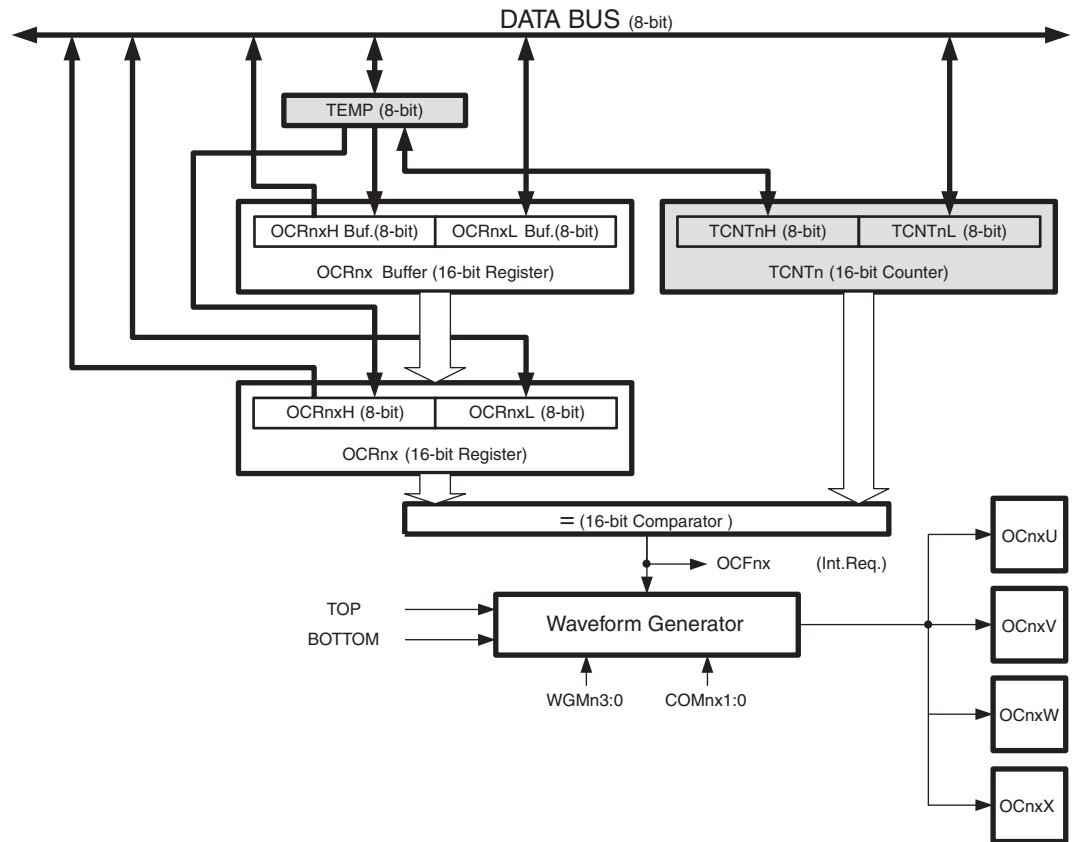 DATA BUS (8-bit)
TEMP (8-bit)
OCRnxH Buf.(8-bit)
OCRnxL Buf.(8-bit)
OCRnx Buffer (16-bit Register)
TCNTnH (8-bit)
TCNTnL (8-bit)
TCNTn (16-bit Counter)
OCRnxH (8-bit)
OCRnxL (8-bit)
OCRnx (16-bit Register)
= (16-bit Comparator )
OCFnx (Int.Req.)
TOP
BOTTOM
Waveform Generator
WGMn3:0
COMnx1:0
OCnxU
OCnxV
OCnxW
OCnxX